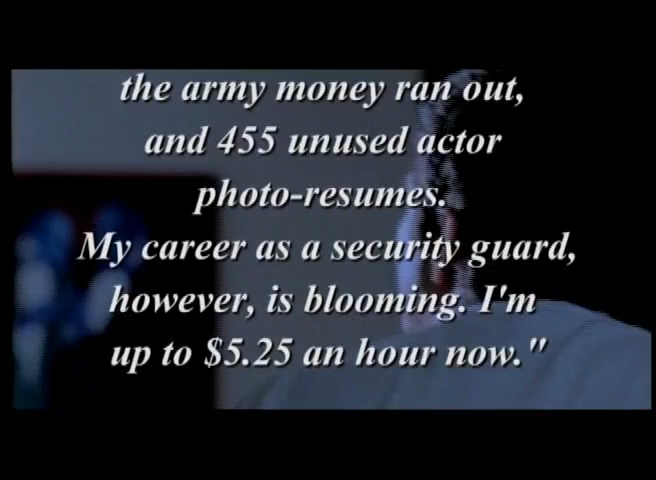 the army money ran out,
and 455 unused actor
photo-resumes.
My career as a security guard,
however, is blooming. I'm
up to $5.25 an hour now."